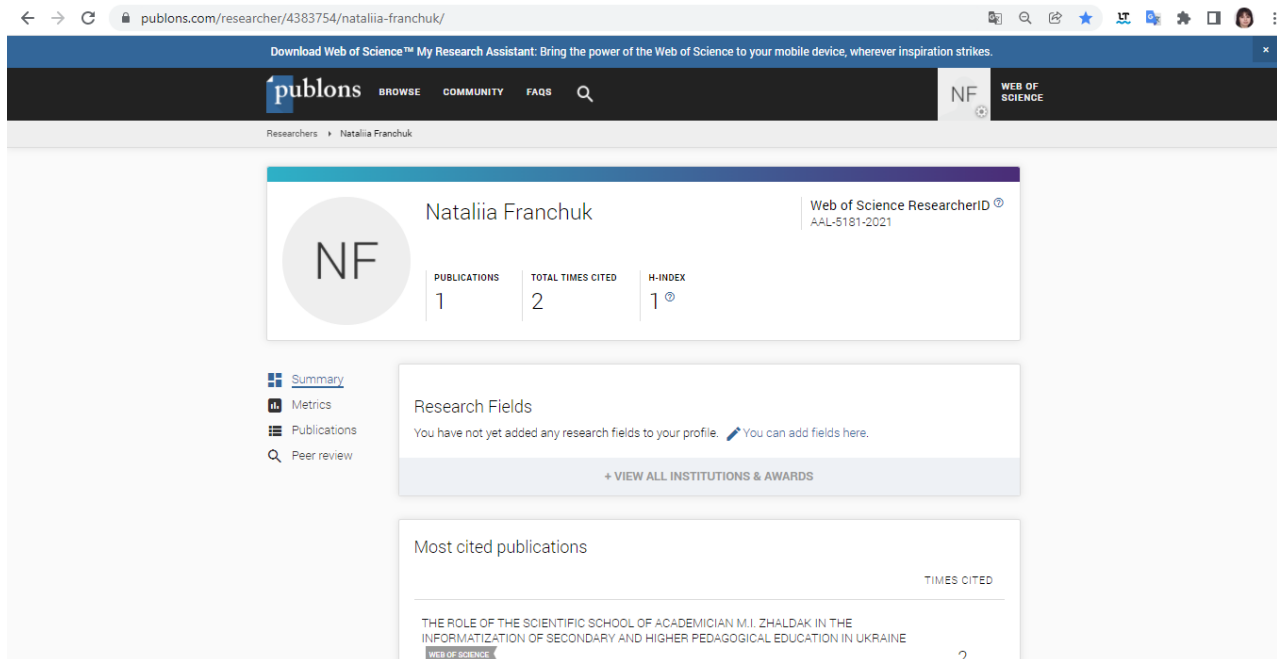 publons.com/researcher/4383754/nataliia-franchuk/
Download Web of Science™ My Research Assistant: Bring the power of the Web of Science to your mobile device, wherever inspiration strikes.
×
publons BROWSE COMMUNITY FAQS NF WEB OF SCIENCE
Researchers Nataliia Franchuk
NF
Nataliia Franchuk
Web of Science ResearcherID ?
AAL-5181-2021
PUBLICATIONS TOTAL TIMES CITED H-INDEX
1 2 1 ?
Summary
Metrics
Publications
Peer review
Research Fields
You have not yet added any research fields to your profile. You can add fields here.
+ VIEW ALL INSTITUTIONS & AWARDS
Most cited publications
TIMES CITED
THE ROLE OF THE SCIENTIFIC SCHOOL OF ACADEMICIAN M.I. ZHALDAK IN THE
INFORMATIZATION OF SECONDARY AND HIGHER PEDAGOGICAL EDUCATION IN UKRAINE
WEB OF SCIENCE 2